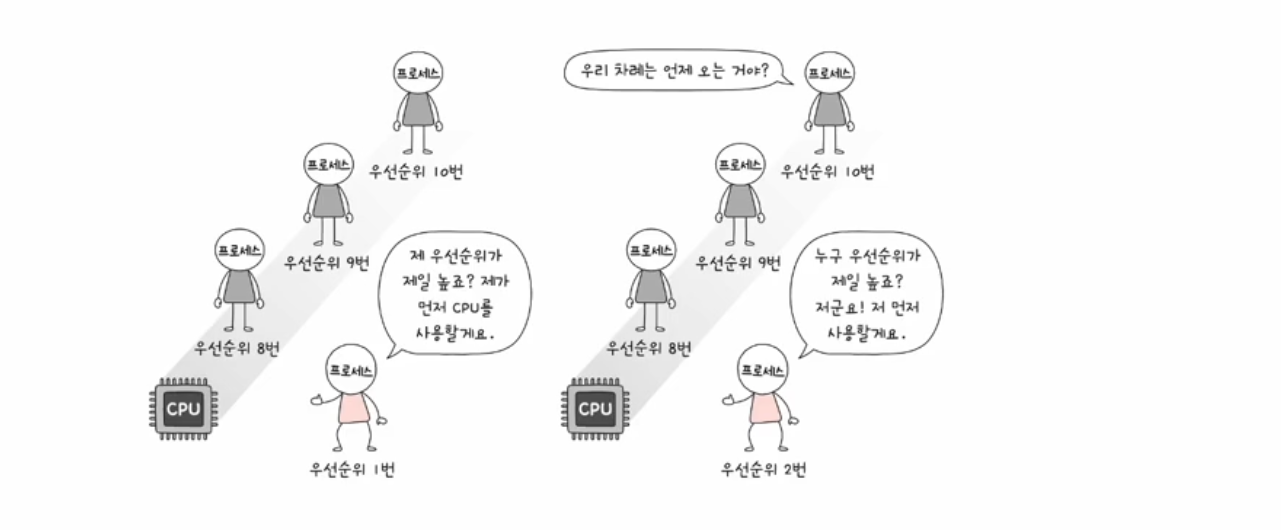 프로세스
우선순위 10번
프로세스
우선순위 9번
프로세스
우선순위 8번
제 우선순위가
제일 높죠? 제가
먼저 CPU를
사용할게요.
프로세스
우선순위 1번
CPU
우리 차례는 언제 오는 거야?
프로세스
우선순위 10번
프로세스
우선순위 9번
프로세스
우선순위 8번
누구 우선순위가
제일 높죠?
저군요! 저 먼저
사용할게요.
프로세스
우선순위 2번
CPU